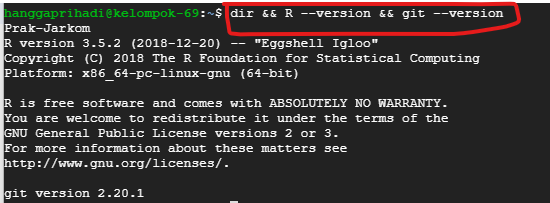 hanggaprihadi@kelompok-69:~$ dir && R --version && git --version
Prak-Jarkom
R version 3.5.2 (2018-12-20) -- "Eggshell Igloo"
Copyright (C) 2018 The R Foundation for Statistical Computing
Platform: x86_64-pc-linux-gnu (64-bit)
R is free software and comes with ABSOLUTELY NO WARRANTY.
You are welcome to redistribute it under the terms of the
GNU General Public License versions 2 or 3.
For more information about these matters see
http://www.gnu.org/licenses/.
git version 2.20.1